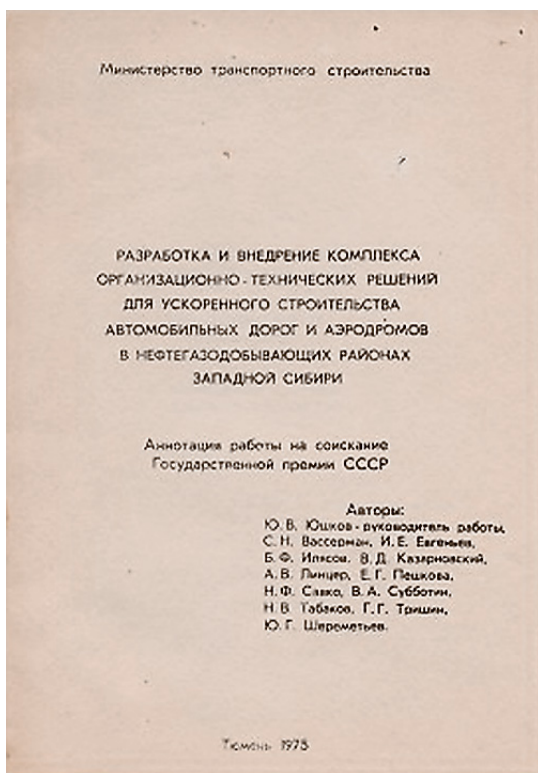 Министерство транспортного строительства
РАЗРАБОТКА И ВНЕДРЕНИЕ КОМПЛЕКСА
ОРГАНИЗАЦИОННО-ТЕХНИЧЕСКИХ РЕШЕНИЙ
ДЛЯ УСКОРЕННОГО СТРОИТЕЛЬСТВА
АВТОМОБИЛЬНЫХ ДОРОГ И АЭРОДРОМОВ
В НЕФТЕГАЗОДОБЫВАЮЩИХ РАЙОНАХ
ЗАПАДНОЙ СИБИРИ
Аннотация работы на соискание
Государственной премии СССР
Авторы:
Ю. В. Юшков - руководитель работы,
С. Н. Вассерман, И. Е. Евгеньев,
Б. Ф. Илясов, В. Д. Казарновский,
А. В. Линцер, Е. Г. Пешкова,
Н. Ф. Савко, В. А. Субботин,
Н. В. Табаков, Г. Г. Тришин,
Ю. Г. Шереметьев.
Тюмень 1975